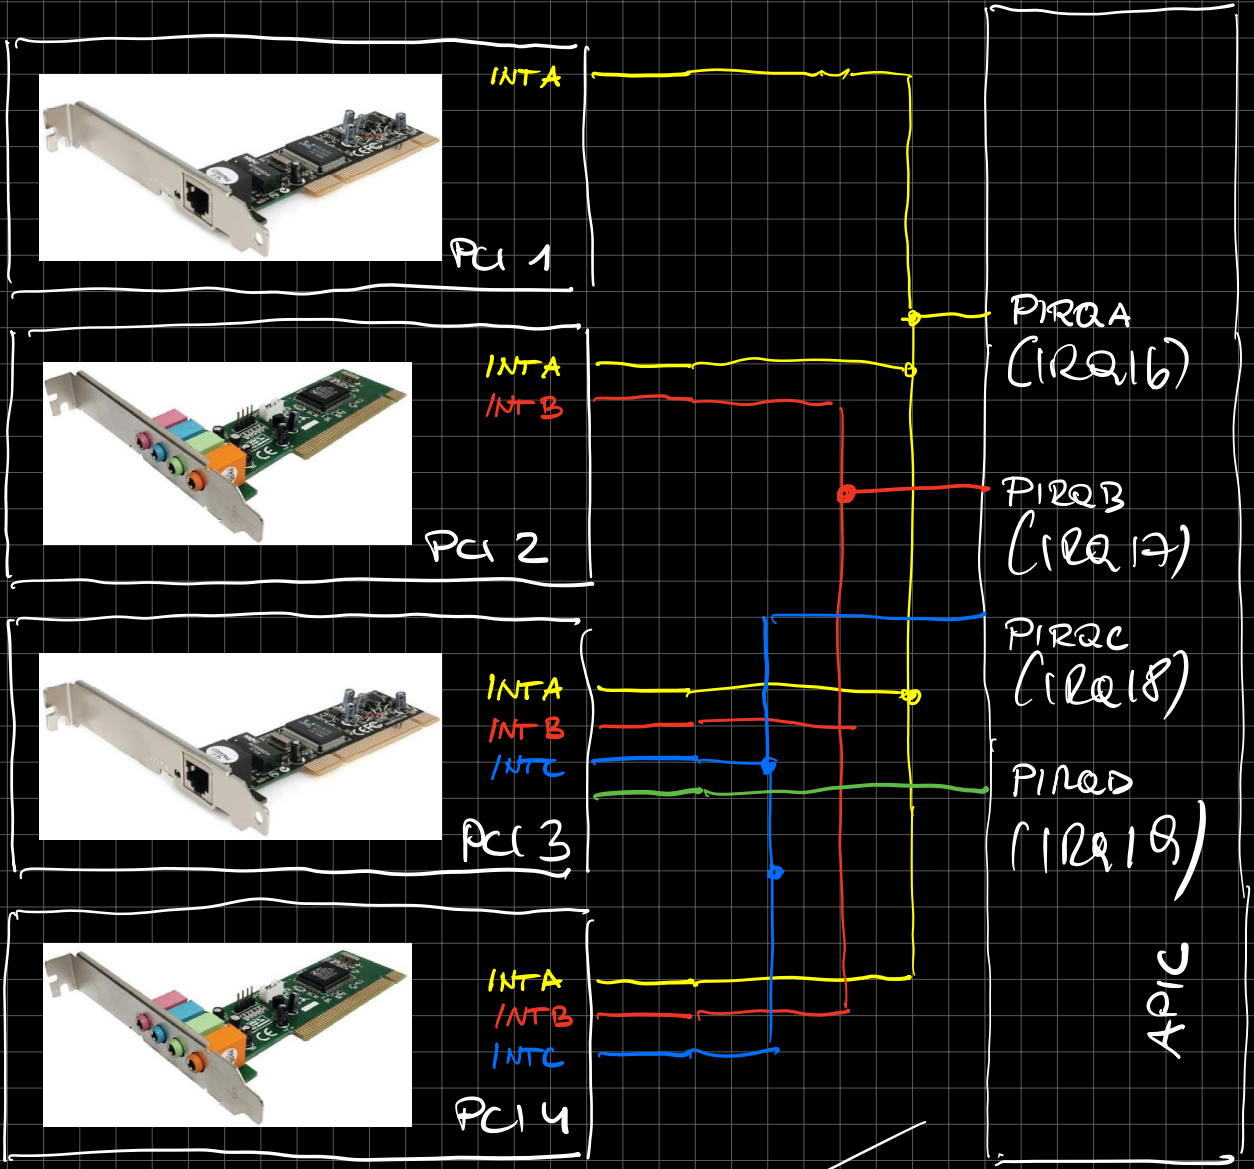 INTA
PCI 1
PIRQA
(IRQ16)
INTA
INTB
PCI 2
PIRQB
(IRQ17)
INTA
INTB
INTC
PCI 3
PIRQC
(IRQ18)
PIRQD
(IRQ19)
INTA
INTB
INTC
PCI 4
APIC